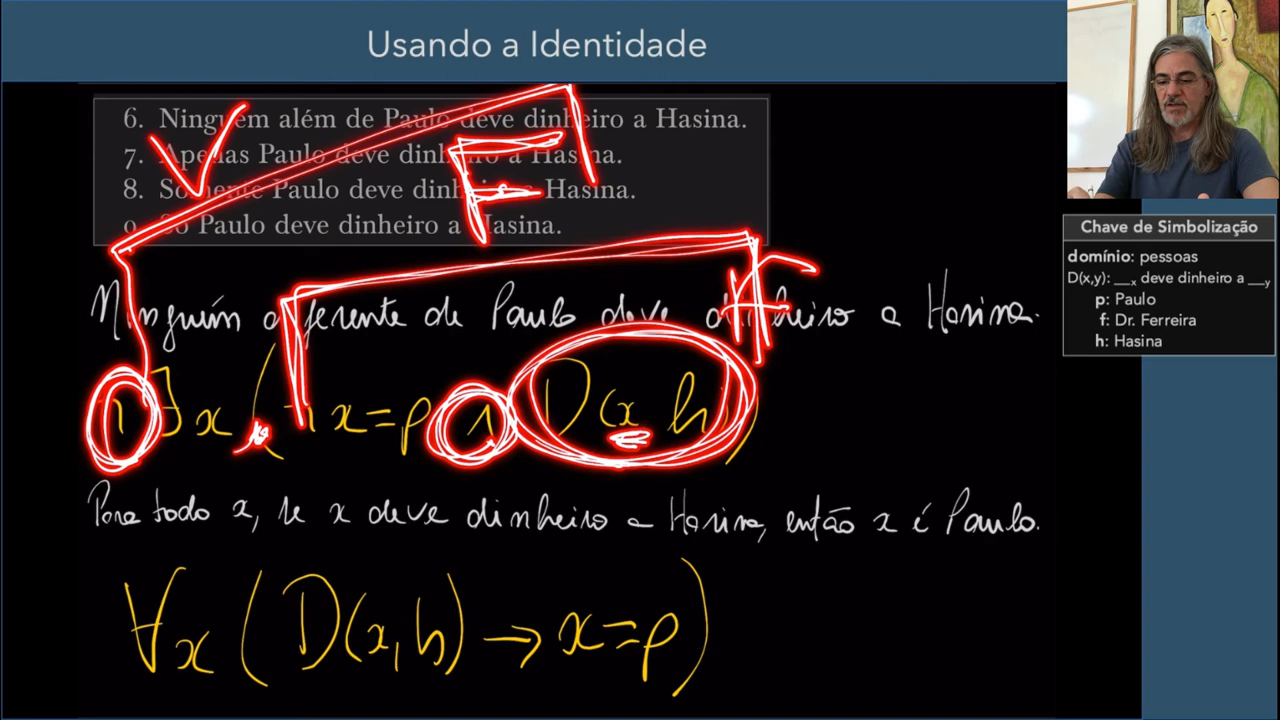 Usando a Identidade
6. Ninguém além de Paulo deve dinheiro a Hasina.
7. Apenas Paulo deve dinheiro a Hasina.
8. Somente Paulo deve dinheiro a Hasina.
9. Só Paulo deve dinheiro a Hasina.
V
F
F
Ninguém diferente de Paulo deve dinheiro a Hasina.
¬∃x (¬x=p ∧ D(x,h))
Para todo x, se x deve dinheiro a Hasina, então x é Paulo.
∀x (D(x,h) → x=p)
Chave de Simbolização
domínio: pessoas
D(x,y): __x deve dinheiro a __y
p: Paulo
f: Dr. Ferreira
h: Hasina